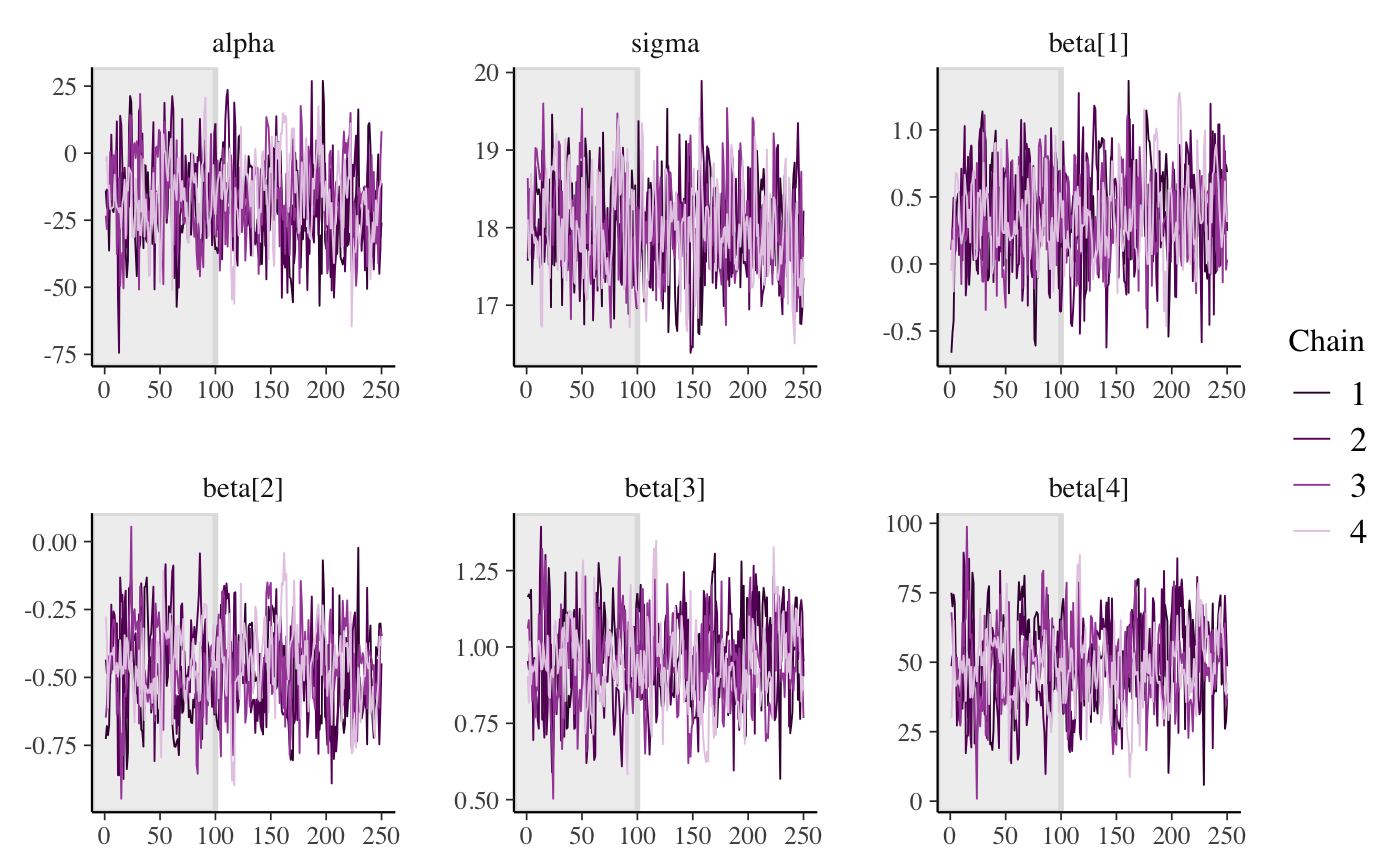 alpha
25
0
-25
-50
-75
0 50 100 150 200 250
sigma
20
19
18
17
0 50 100 150 200 250
beta[1]
1.0
0.5
0.0
-0.5
0 50 100 150 200 250
beta[2]
0.00
-0.25
-0.50
-0.75
0 50 100 150 200 250
beta[3]
1.25
1.00
0.75
0.50
0 50 100 150 200 250
beta[4]
100
75
50
25
0
0 50 100 150 200 250
Chain
1
2
3
4